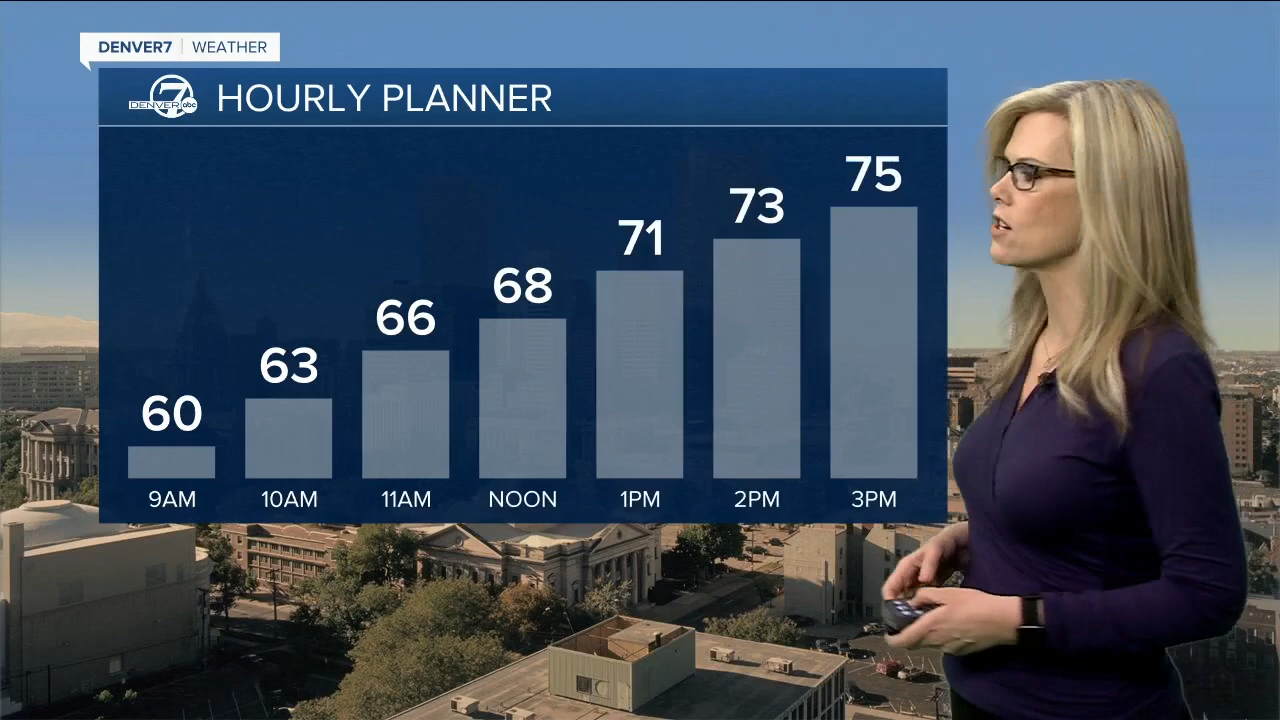 DENVER7 | WEATHER
7
DENVER abc
HOURLY PLANNER
60 63 66 68 71 73 75
9AM 10AM 11AM NOON 1PM 2PM 3PM